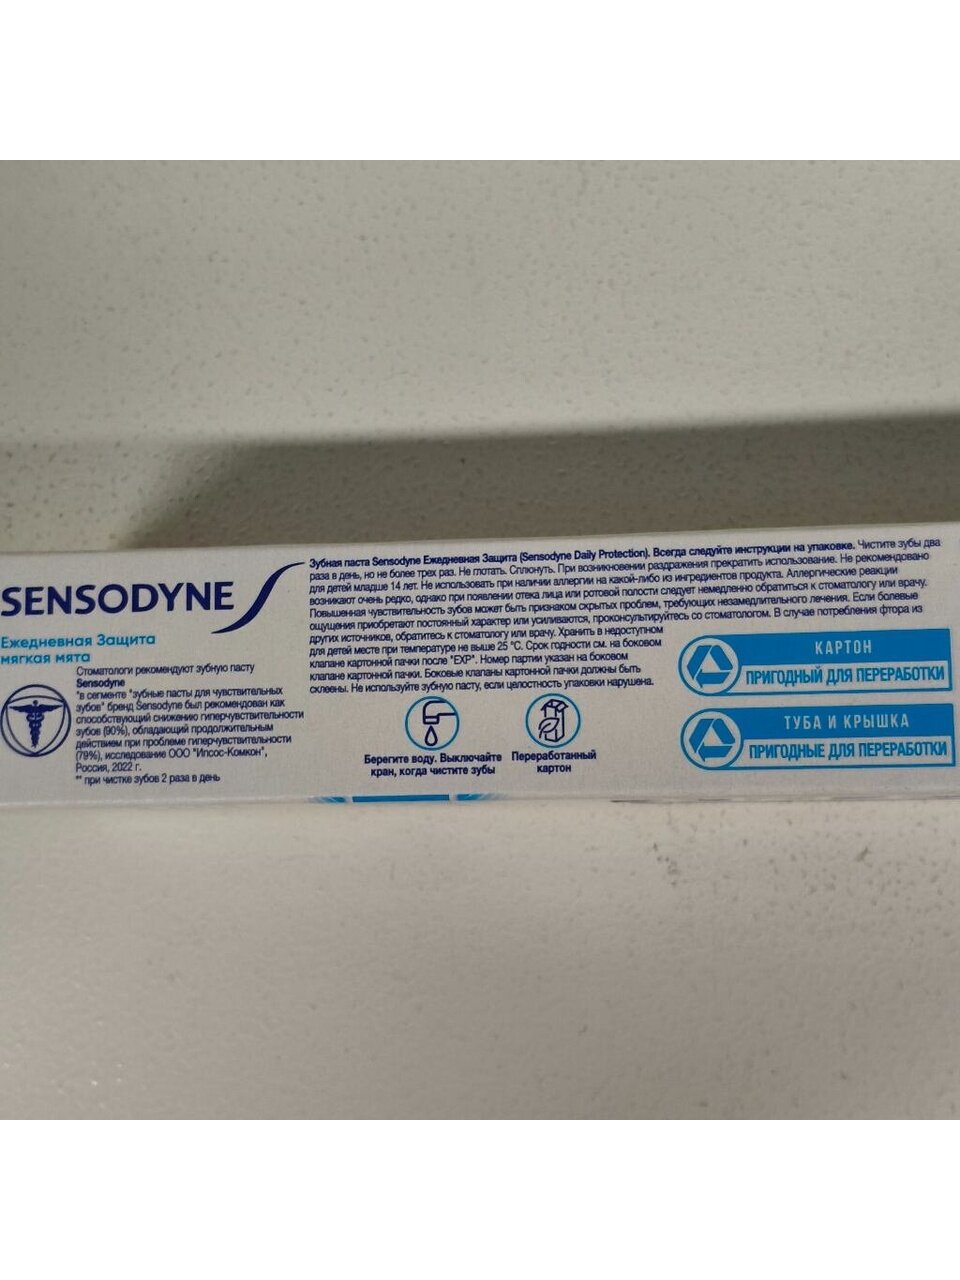 SENSODYNE
Ежедневная Защита
мягкая мята
Стоматологи рекомендуют зубную пасту
Sensodyne
*в сегменте "зубные пасты для чувствительных
зубов" бренд Sensodyne был рекомендован как
способствующий снижению гиперчувствительности
зубов (90%), обладающий продолжительным
действием при проблеме гиперчувствительности
(79%), исследование ООО "Ипсос-Комкон",
Россия, 2022 г.
** при чистке зубов 2 раза в день
Зубная паста Sensodyne Ежедневная Защита (Sensodyne Daily Protection). Всегда следуйте инструкции на упаковке. Чистите зубы два
раза в день, но не более трех раз. Не глотать. Сплюнуть. При возникновении раздражения прекратить использование. Не рекомендовано
для детей младше 14 лет. Не использовать при наличии аллергии на какой-либо из ингредиентов продукта. Аллергические реакции
возникают очень редко, однако при появлении отека лица или ротовой полости следует немедленно обратиться к стоматологу или врачу.
Повышенная чувствительность зубов может быть признаком скрытых проблем, требующих незамедлительного лечения. Если болевые
ощущения приобретают постоянный характер или усиливаются, проконсультируйтесь со стоматологом. В случае потребления фтора из
других источников, обратитесь к стоматологу или врачу. Хранить в недоступном
для детей месте при температуре не выше 25 °C. Срок годности см. на боковом
клапане картонной пачки после "EXP". Номер партии указан на боковом
клапане картонной пачки. Боковые клапаны картонной пачки должны быть
склеены. Не используйте зубную пасту, если целостность упаковки нарушена.
Берегите воду. Выключайте
кран, когда чистите зубы
Переработанный
картон
КАРТОН
ПРИГОДНЫЙ ДЛЯ ПЕРЕРАБОТКИ
ТУБА И КРЫШКА
ПРИГОДНЫЕ ДЛЯ ПЕРЕРАБОТКИ